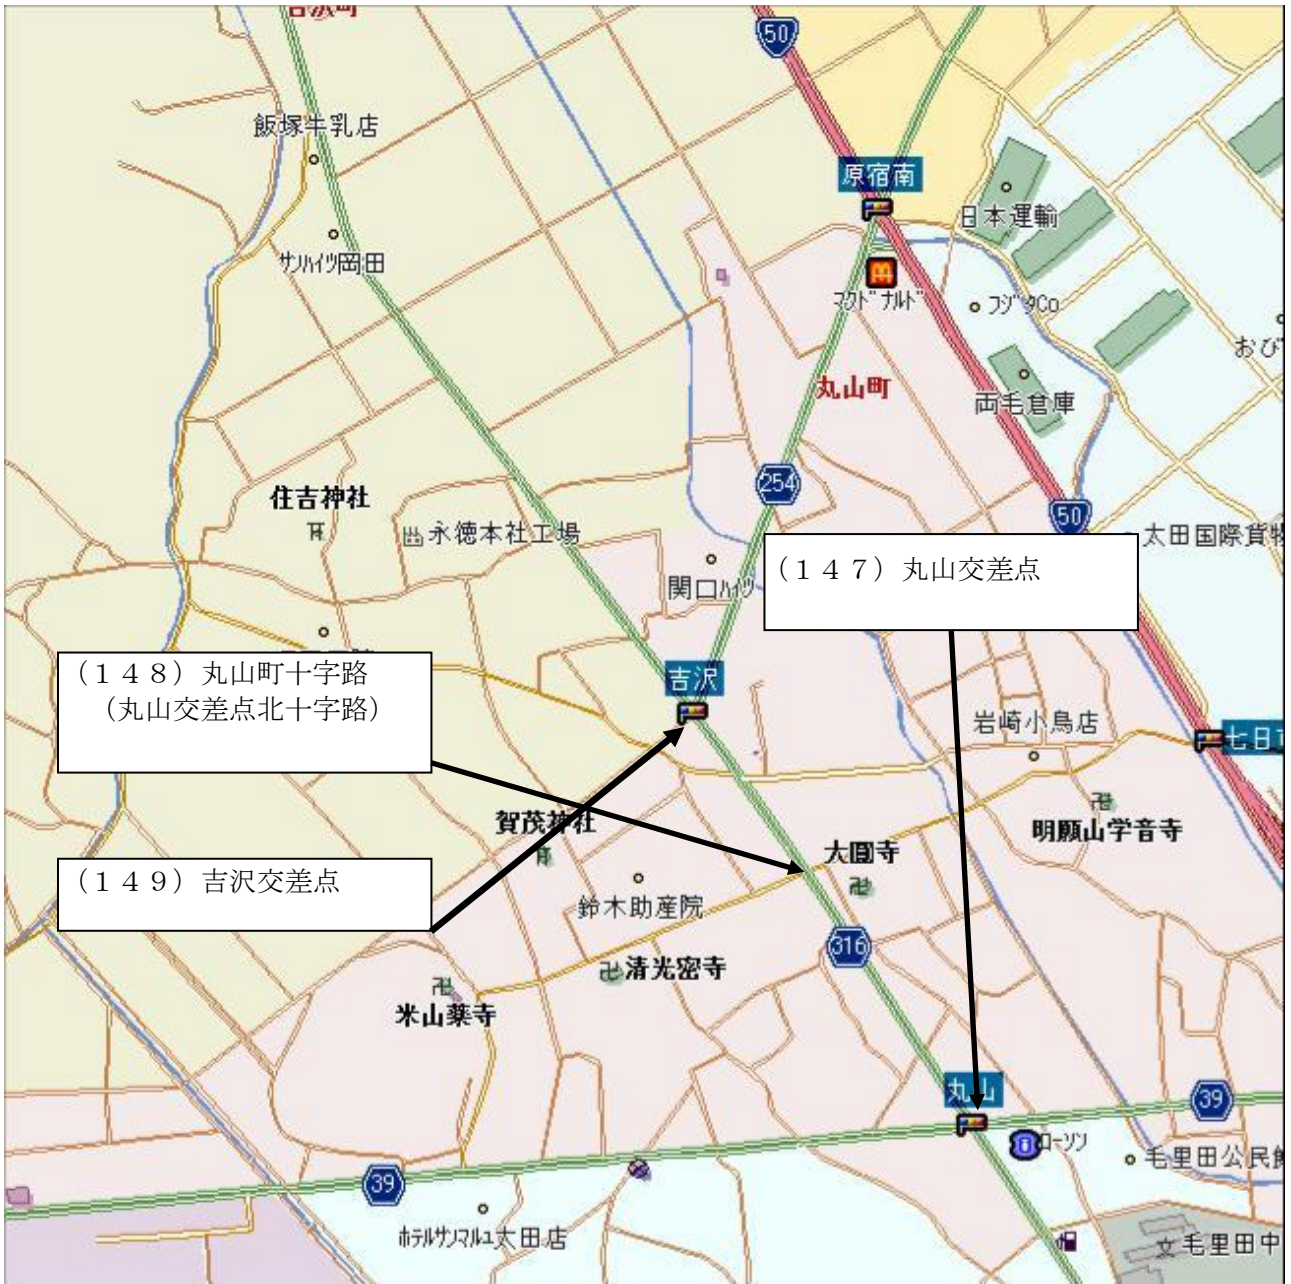 50
飯塚牛乳店
原宿南
日本運輸
サンハイツ岡田
マクドナルド
フジタCo
おび
丸山町
両毛倉庫
254
住吉神社
50
永徳本社工場
太田国際貨物
（１４７）丸山交差点
関口ハイツ
（１４８）丸山町十字路
（丸山交差点北十字路）
吉沢
岩崎小鳥店
七日市
賀茂神社
明願山学音寺
大圓寺
（１４９）吉沢交差点
鈴木助産院
316
清光密寺
米山薬寺
丸山
39
ローソン
毛里田公民館
39
ホテルサンマルユ太田店
文毛里田中